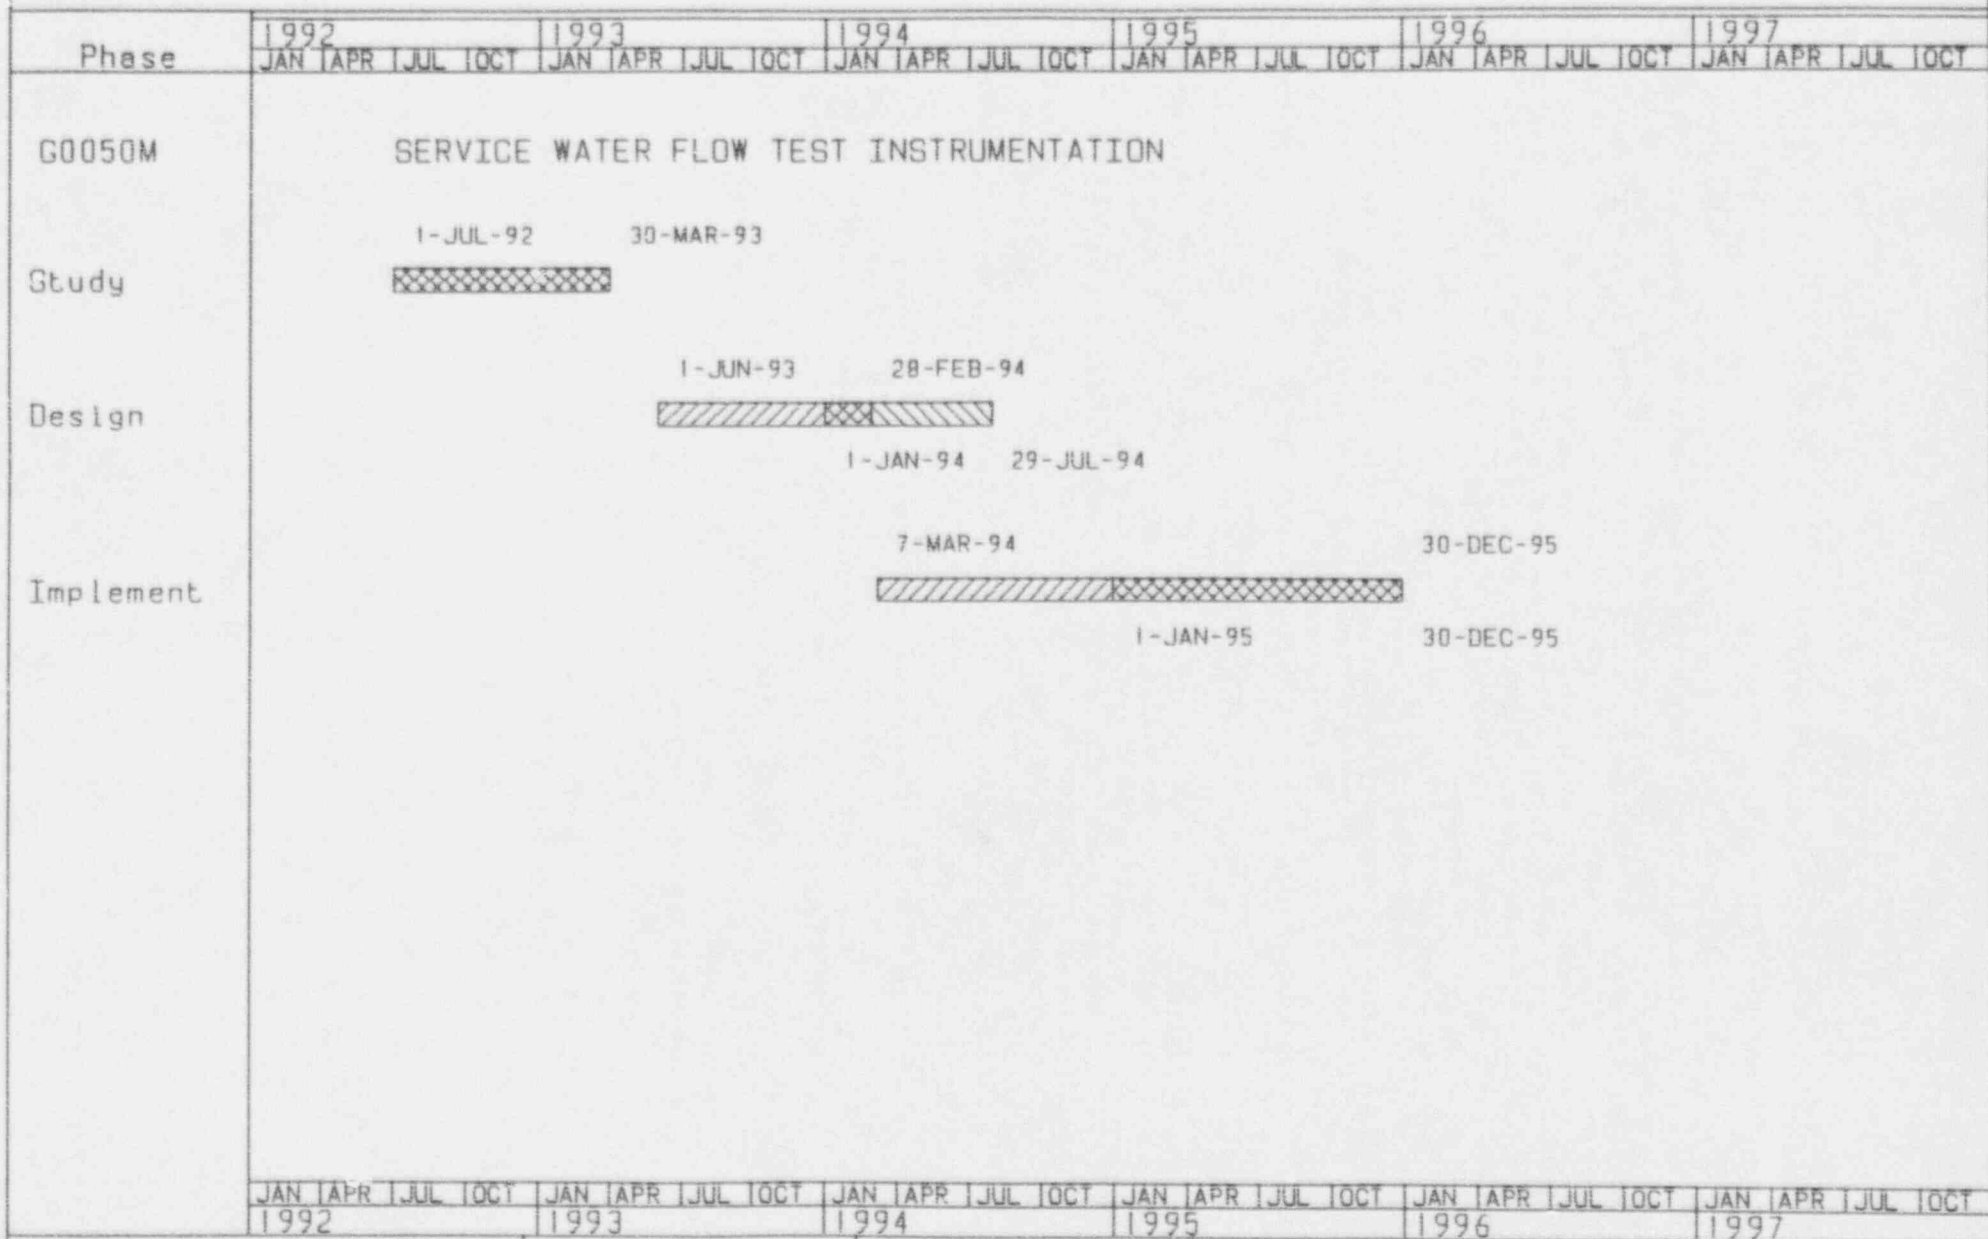 Phase
1992 1993 1994 1995 1996 1997
JAN APR JUL OCT JAN APR JUL OCT JAN APR JUL OCT JAN APR JUL OCT JAN APR JUL OCT JAN APR JUL OCT
G0050M SERVICE WATER FLOW TEST INSTRUMENTATION
1-JUL-92 30-MAR-93
Study
1-JUN-93 28-FEB-94
Design
1-JAN-94 29-JUL-94
7-MAR-94 30-DEC-95
Implement
1-JAN-95 30-DEC-95
JAN APR JUL OCT JAN APR JUL OCT JAN APR JUL OCT JAN APR JUL OCT JAN APR JUL OCT JAN APR JUL OCT
1992 1993 1994 1995 1996 1997